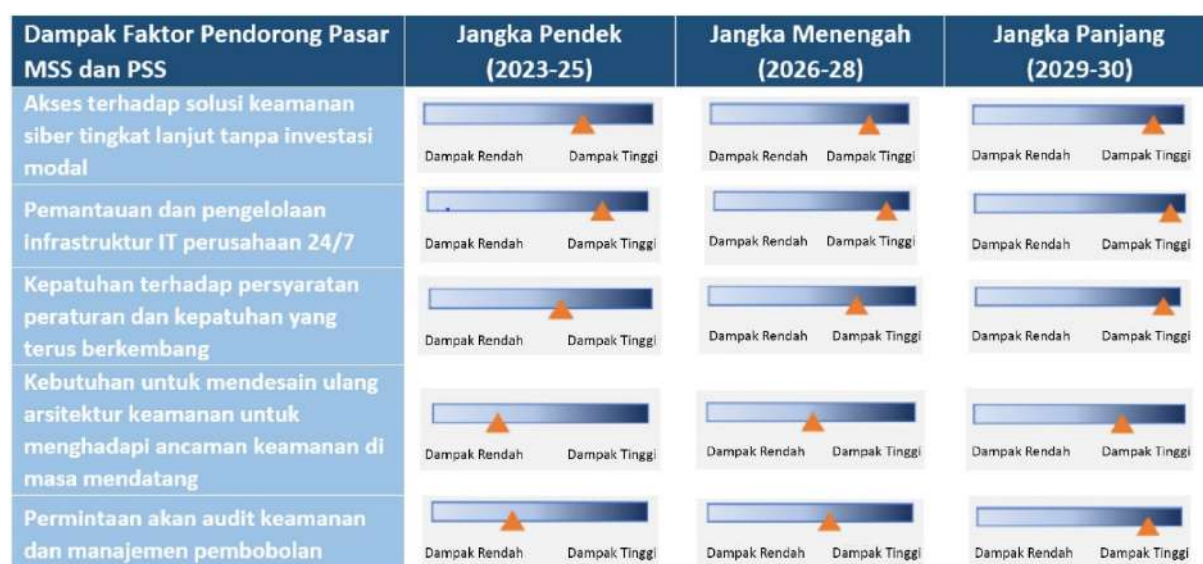 Dampak Faktor Pendorong Pasar
MSS dan PSS
Jangka Pendek
(2023-25)
Jangka Menengah
(2026-28)
Jangka Panjang
(2029-30)
Akses terhadap solusi keamanan
siber tingkat lanjut tanpa investasi
modal
Dampak Rendah Dampak Tinggi
Dampak Rendah Dampak Tinggi
Dampak Rendah Dampak Tinggi
Pemantauan dan pengelolaan
infrastruktur IT perusahaan 24/7
Dampak Rendah Dampak Tinggi
Dampak Rendah Dampak Tinggi
Dampak Rendah Dampak Tinggi
Kepatuhan terhadap persyaratan
peraturan dan kepatuhan yang
terus berkembang
Dampak Rendah Dampak Tinggi
Dampak Rendah Dampak Tinggi
Dampak Rendah Dampak Tinggi
Kebutuhan untuk mendesain ulang
arsitektur keamanan untuk
menghadapi ancaman keamanan di
masa mendatang
Dampak Rendah Dampak Tinggi
Dampak Rendah Dampak Tinggi
Dampak Rendah Dampak Tinggi
Permintaan akan audit keamanan
dan manajemen pembobolan
Dampak Rendah Dampak Tinggi
Dampak Rendah Dampak Tinggi
Dampak Rendah Dampak Tinggi